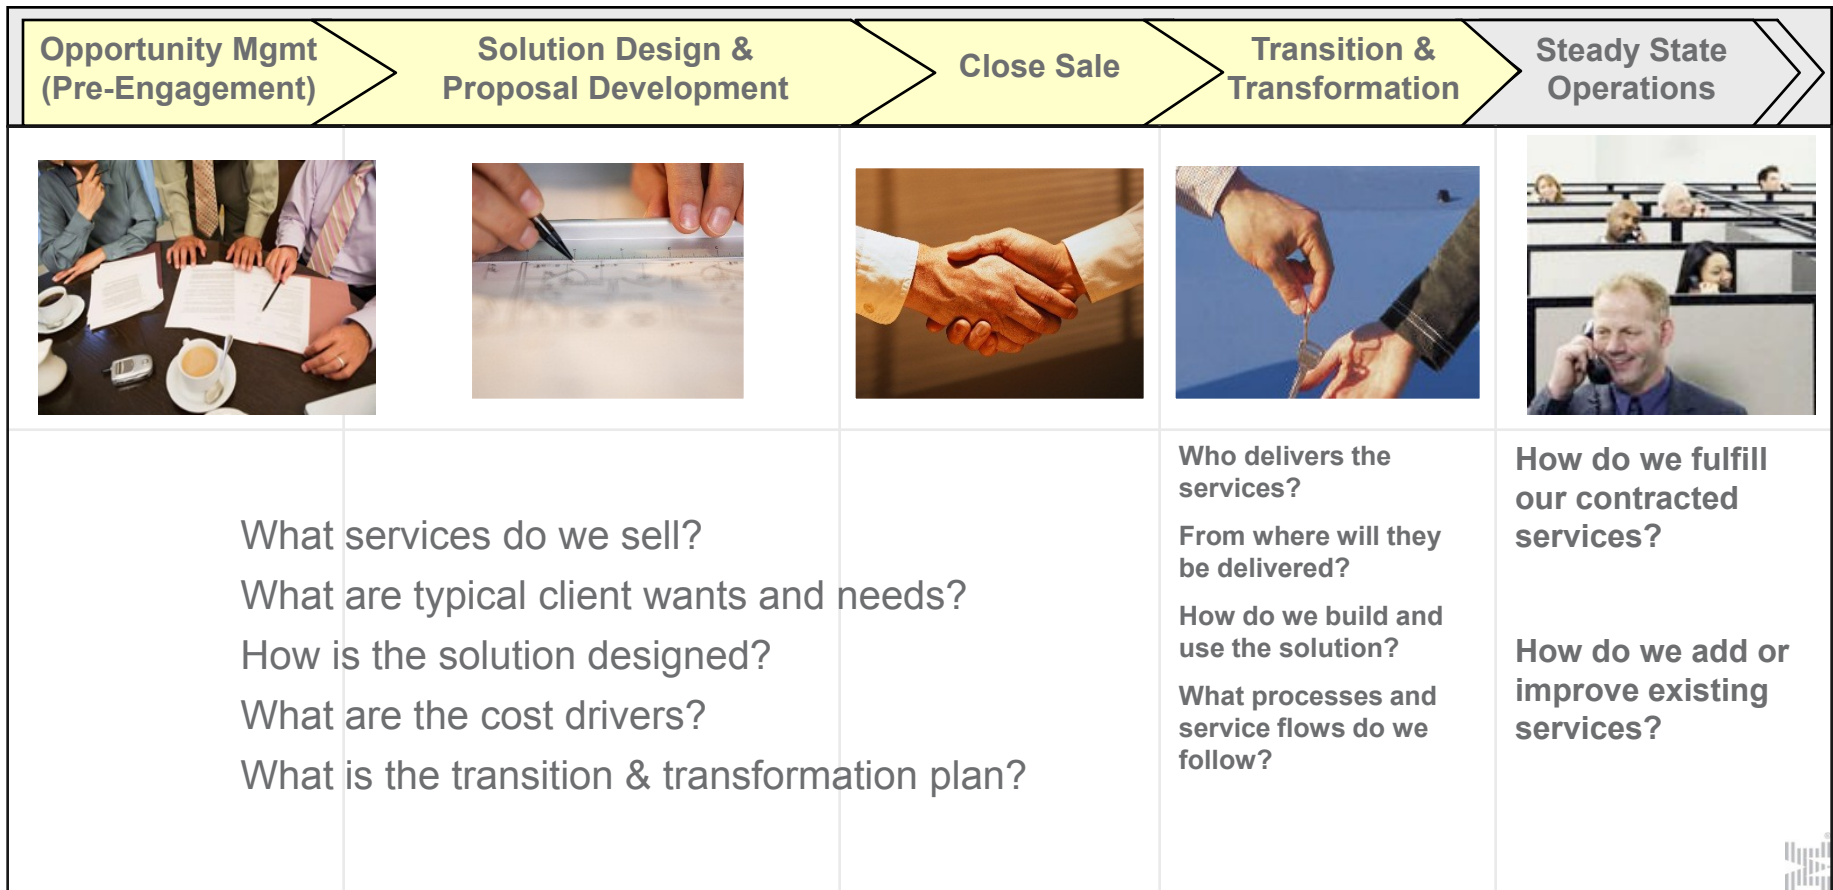 Opportunity Mgmt
(Pre-Engagement)
Solution Design &
Proposal Development
Close Sale
Transition &
Transformation
Steady State
Operations
What services do we sell?
What are typical client wants and needs?
How is the solution designed?
What are the cost drivers?
What is the transition & transformation plan?
Who delivers the
services?
From where will they
be delivered?
How do we build and
use the solution?
What processes and
service flows do we
follow?
How do we fulfill
our contracted
services?
How do we add or
improve existing
services?